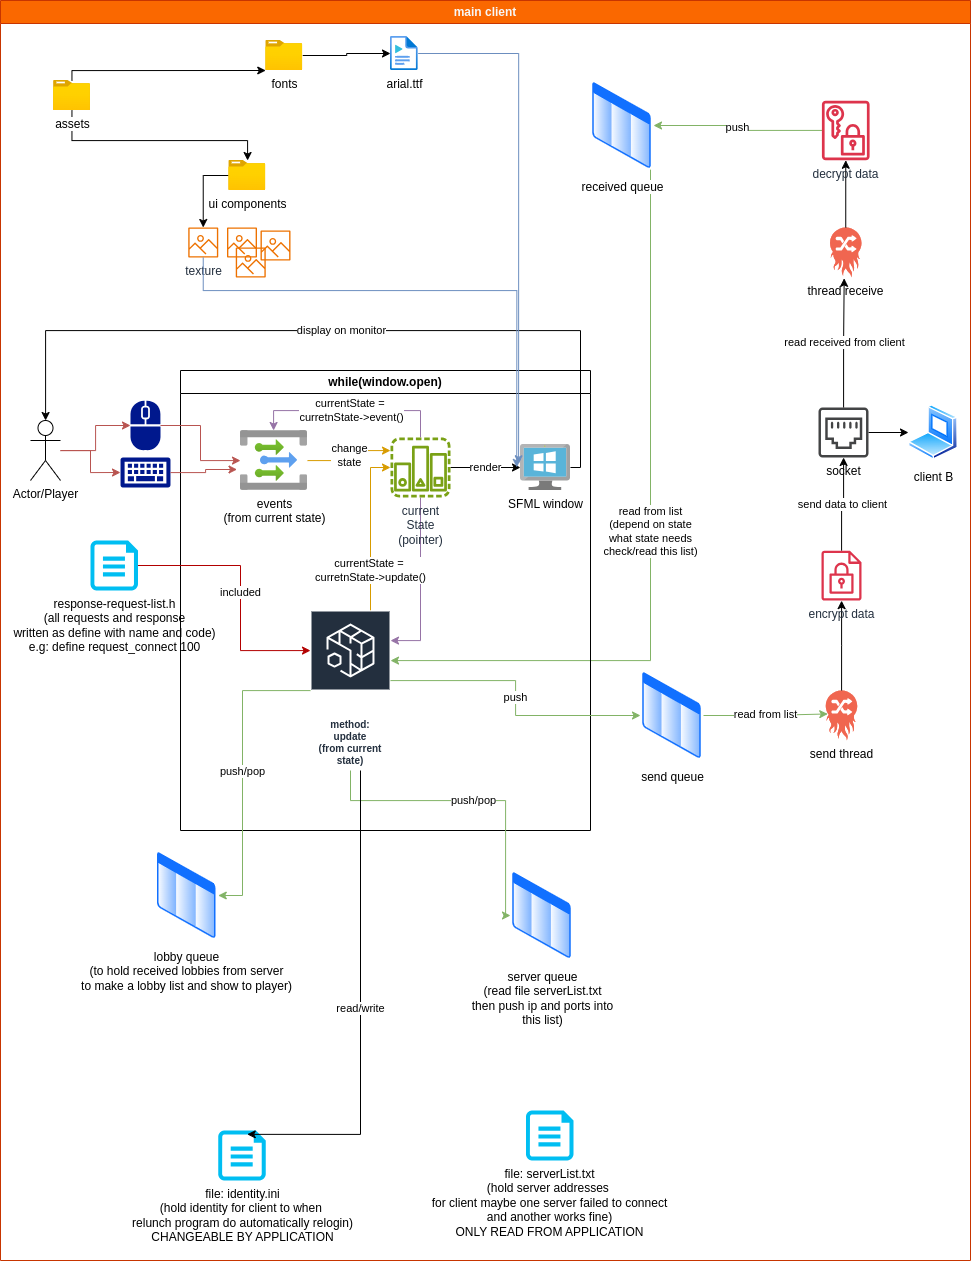 main client
fonts
arial.ttf
assets
ui components
texture
received queue
push
decrypt data
thread receive
read received from client
display on monitor
while(window.open)
currentState =
curretnState->event()
change
state
render
Actor/Player
events
(from current state)
current
State
(pointer)
SFML window
socket
client B
send data to client
read from list
(depend on state
what state needs
check/read this list)
currentState =
curretnState->update()
response-request-list.h
(all requests and response
written as define with name and code)
e.g: define request_connect 100
included
encrypt data
push
send queue
read from list
send thread
method:
update
(from current
state)
push/pop
push/pop
lobby queue
(to hold received lobbies from server
to make a lobby list and show to player)
server queue
(read file serverList.txt
then push ip and ports into
this list)
read/write
file: identity.ini
(hold identity for client to when
relunch program do automatically relogin)
CHANGEABLE BY APPLICATION
file: serverList.txt
(hold server addresses
for client maybe one server failed to connect
and another works fine)
ONLY READ FROM APPLICATION